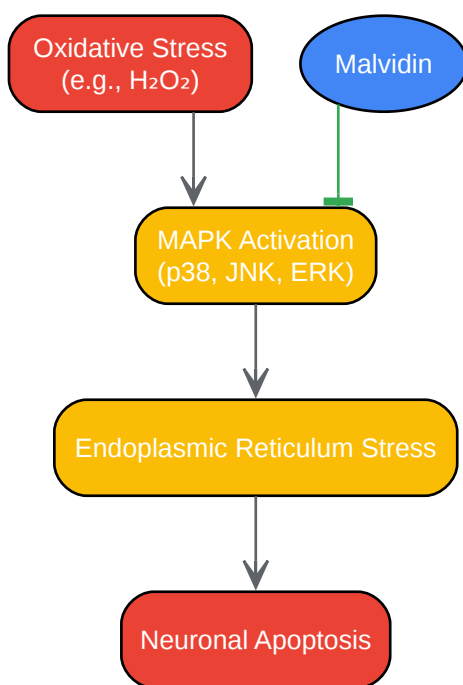 Oxidative Stress
(e.g., H₂O₂)
Malvidin
MAPK Activation
(p38, JNK, ERK)
Endoplasmic Reticulum Stress
Neuronal Apoptosis